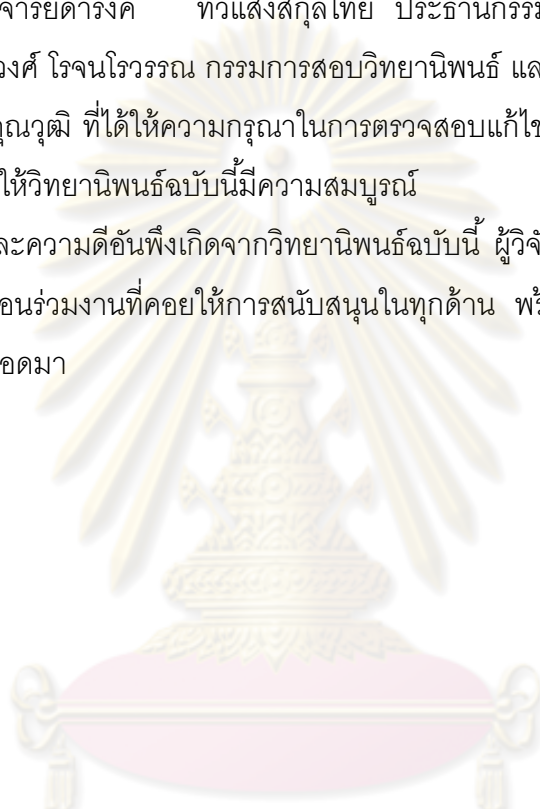 จารย์ดำรงค์ ทวีแสงสกุลไทย ประธานกรรม
วงศ์ โรจนโรวรรณ กรรมการสอบวิทยานิพนธ์ แล
คุณวุฒิ ที่ได้ให้ความกรุณาในการตรวจสอบแก้ไข
ให้วิทยานิพนธ์ฉบับนี้มีความสมบูรณ์
ละความดีอันพึงเกิดจากวิทยานิพนธ์ฉบับนี้ ผู้วิจั
อนร่วมงานที่คอยให้การสนับสนุนในทุกด้าน พร
อดมา